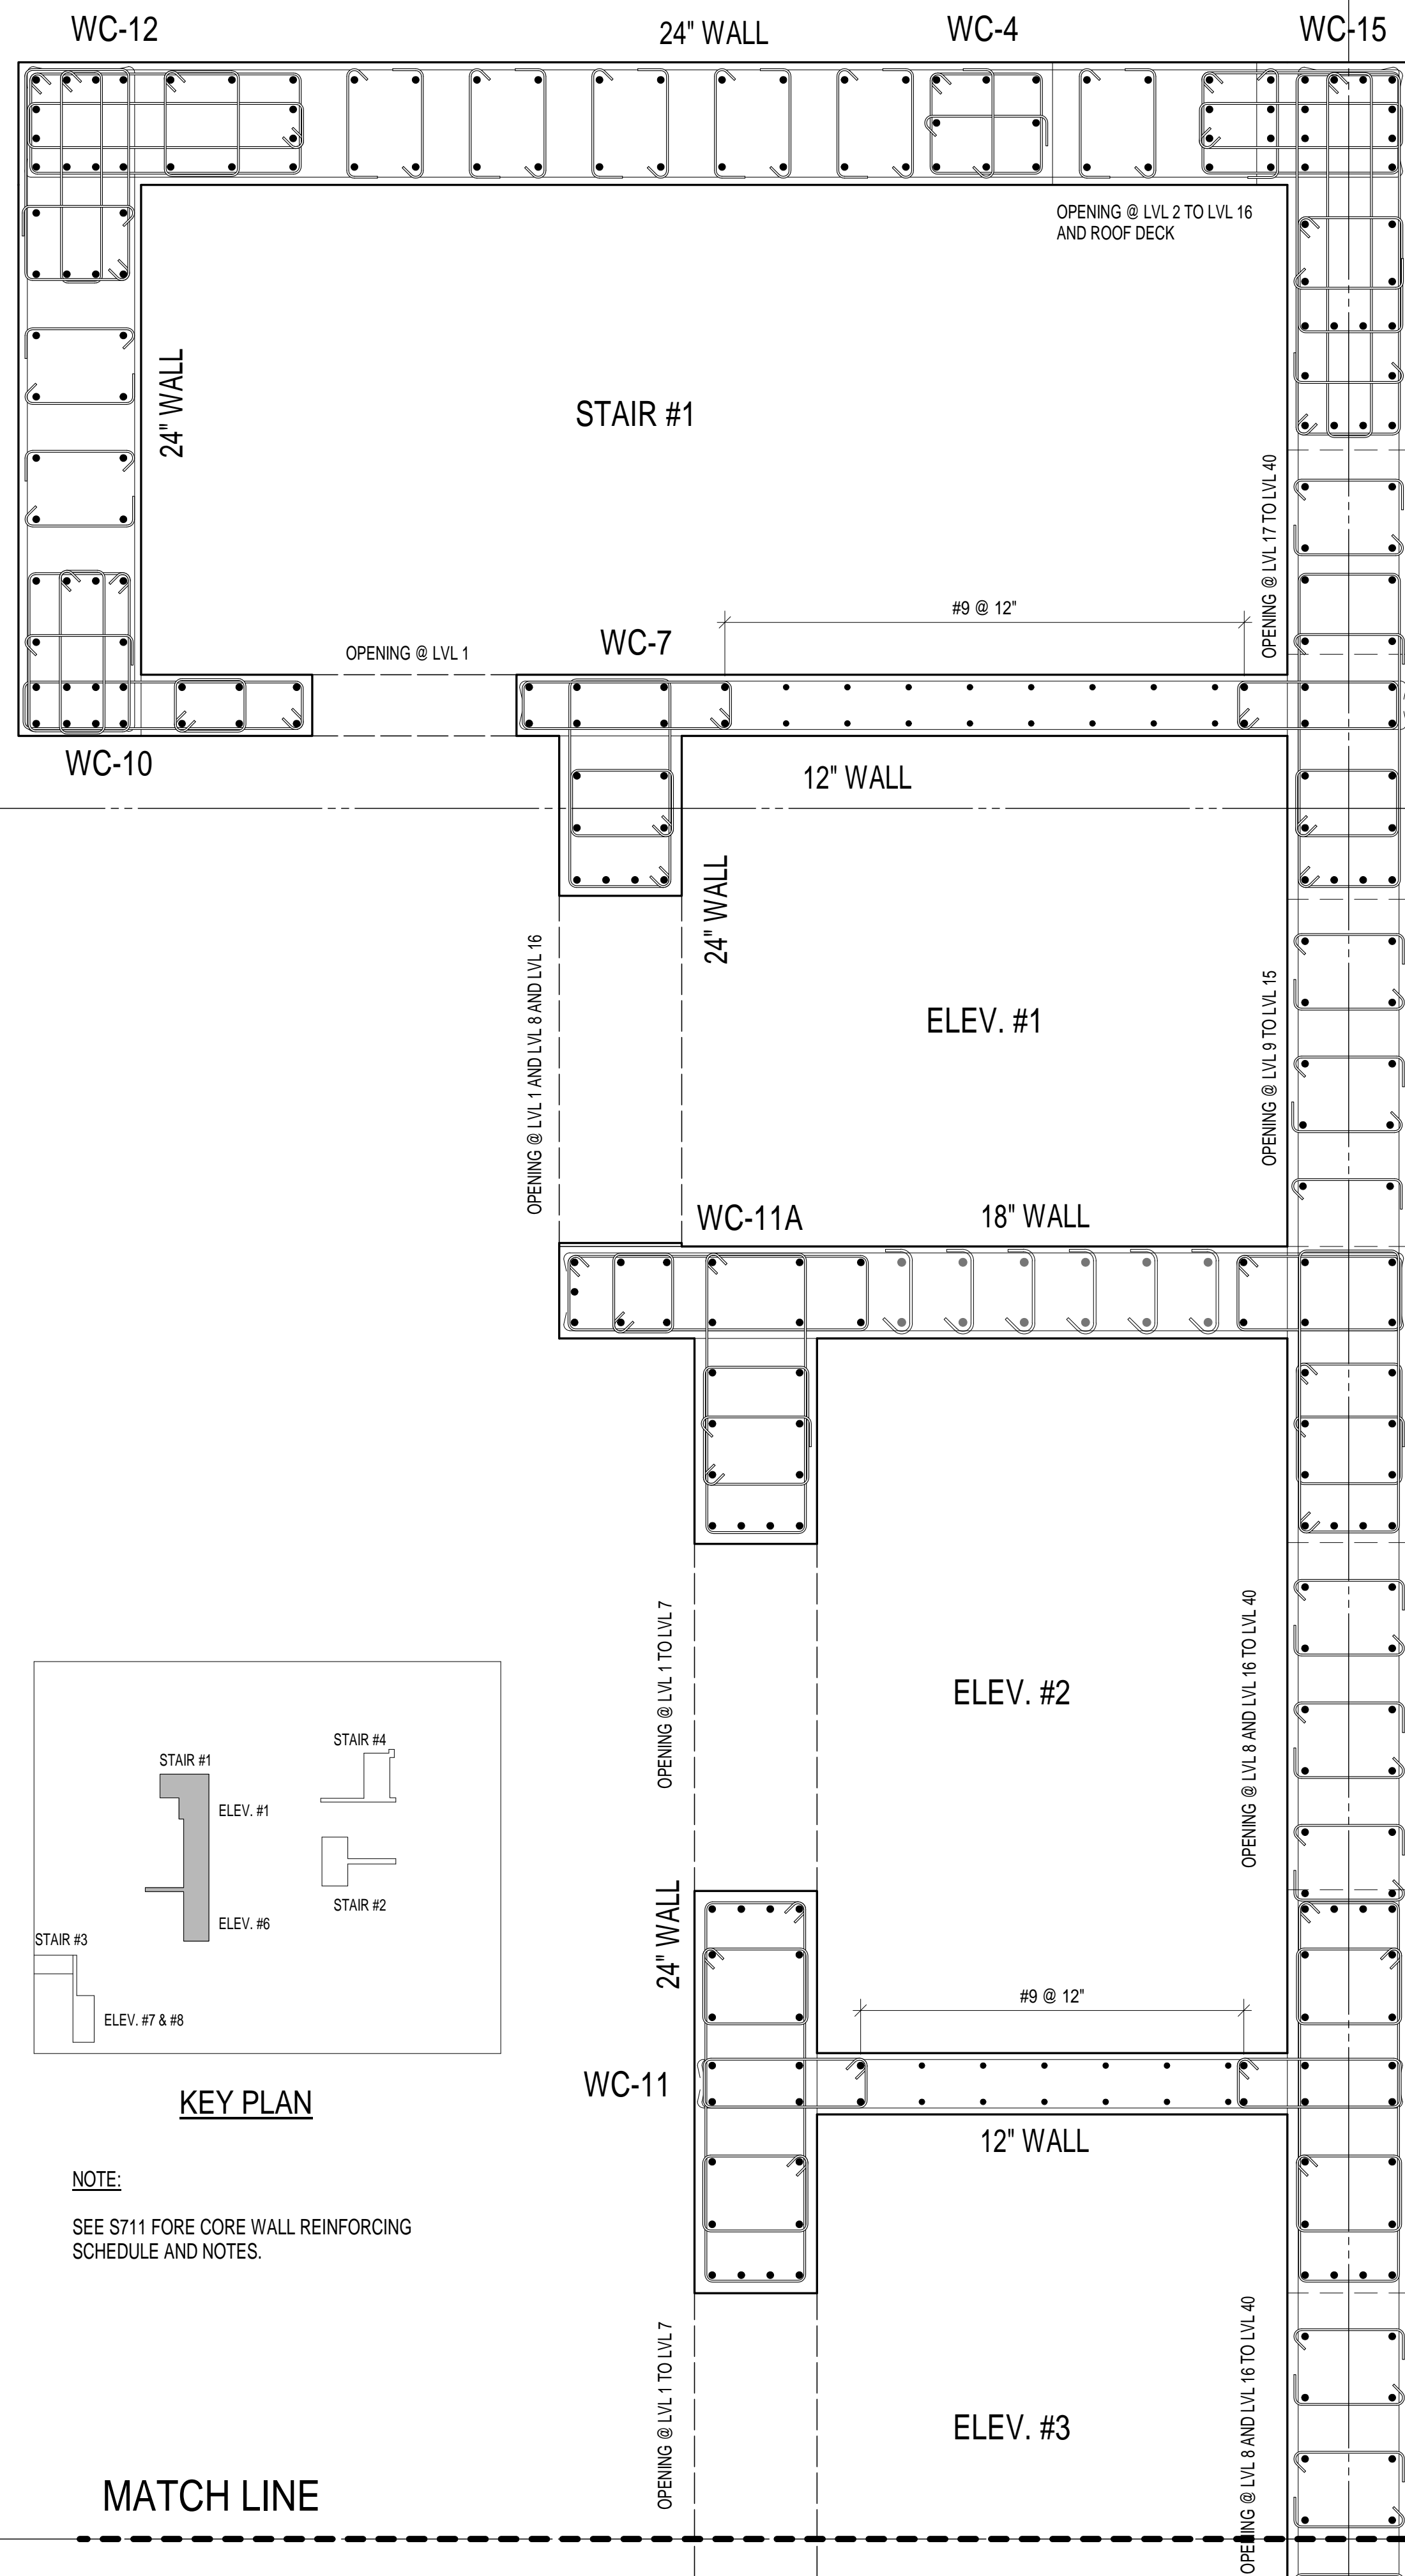 WC-12
24" WALL
WC-4
WC-15
OPENING @ LVL 2 TO LVL 16
AND ROOF DECK
24" WALL
STAIR #1
OPENING @ LVL 17 TO LVL 40
#9 @ 12"
WC-7
OPENING @ LVL 1
WC-10
12" WALL
24" WALL
OPENING @ LVL 1 AND LVL 8 AND LVL 16
ELEV. #1
OPENING @ LVL 9 TO LVL 15
WC-11A
18" WALL
OPENING @ LVL 1 TO LVL 7
ELEV. #2
OPENING @ LVL 8 AND LVL 16 TO LVL 40
STAIR #4
STAIR #1
ELEV. #1
STAIR #2
ELEV. #6
STAIR #3
ELEV. #7 & #8
24" WALL
#9 @ 12"
WC-11
KEY PLAN
12" WALL
NOTE:
SEE S711 FORE CORE WALL REINFORCING
SCHEDULE AND NOTES.
OPENING @ LVL 1 TO LVL 7
ELEV. #3
OPENING @ LVL 8 AND LVL 16 TO LVL 40
MATCH LINE